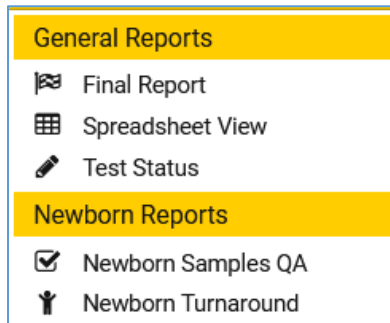 General Reports
Final Report
Spreadsheet View
Test Status
Newborn Reports
Newborn Samples QA
Newborn Turnaround